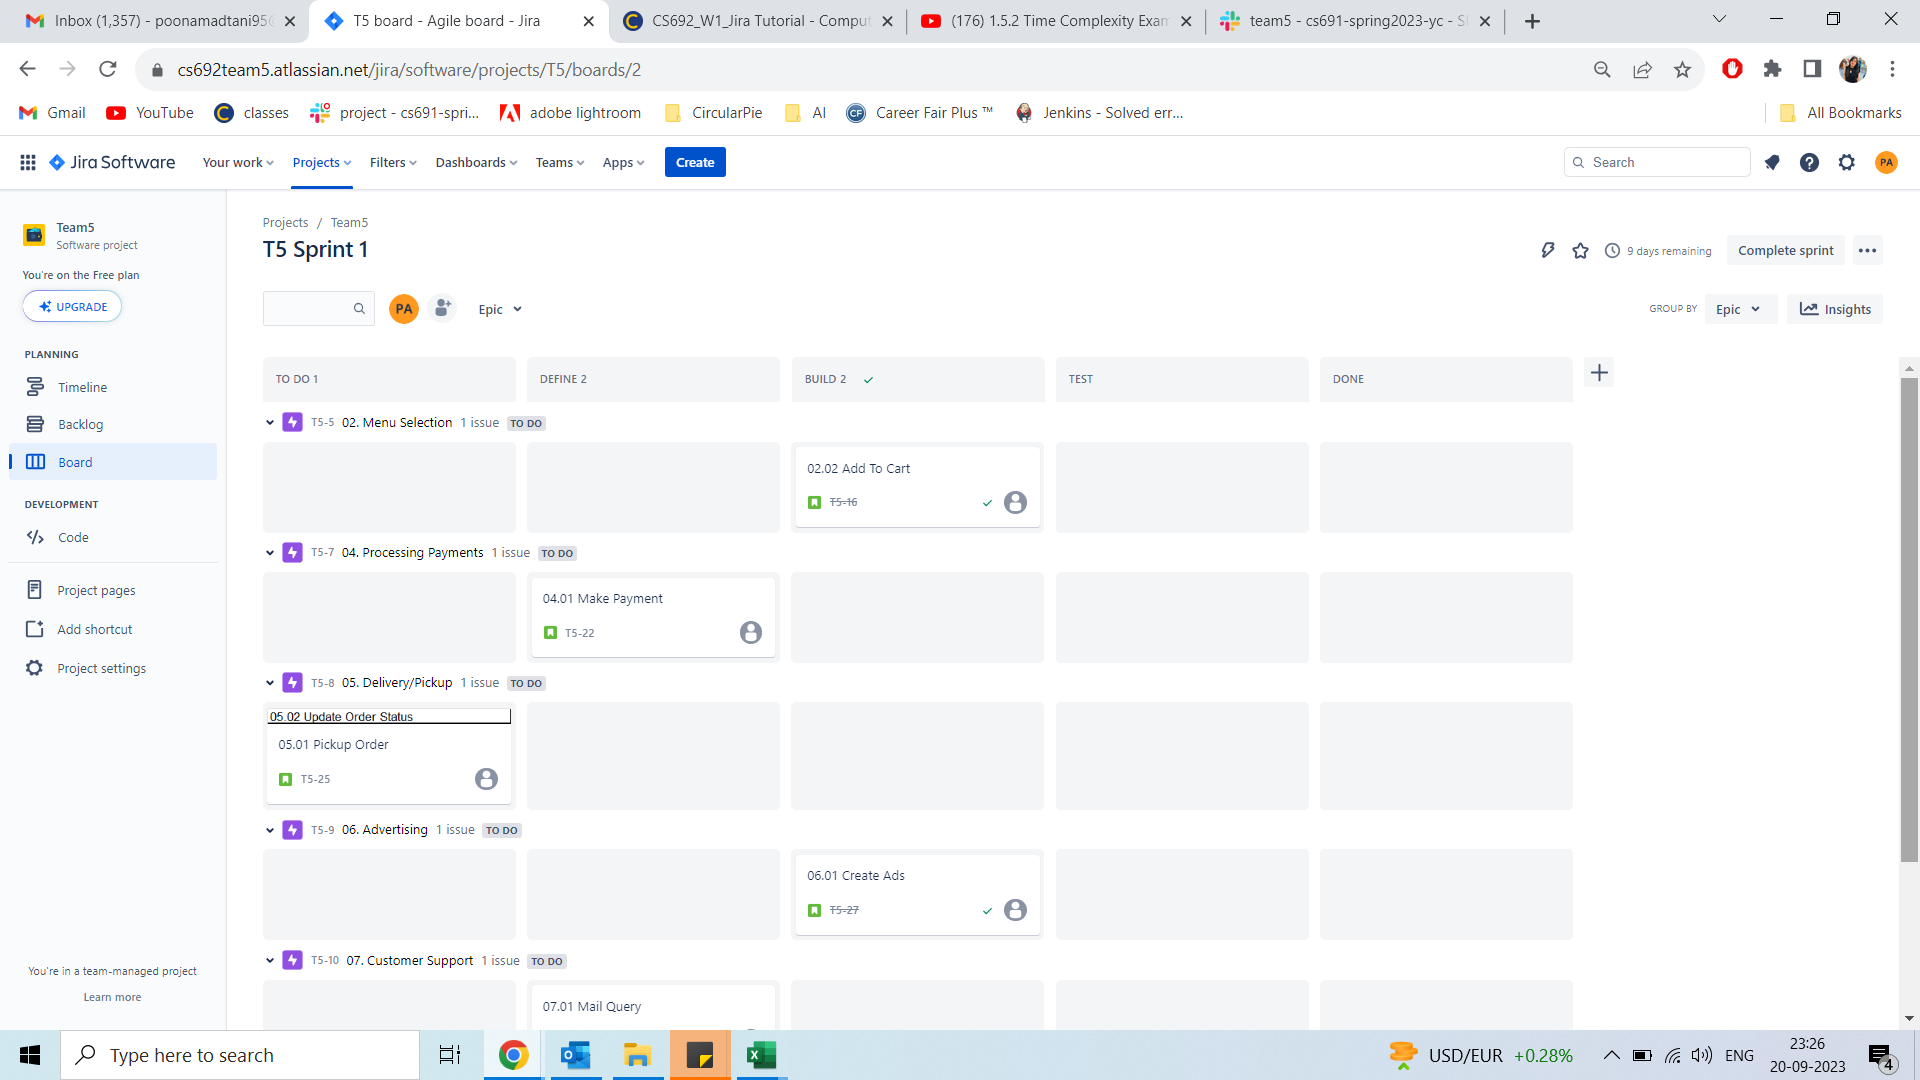 Inbox (1,357) - poonamadtani95@
T5 board - Agile board - Jira
CS692_W1_Jira Tutorial - Comput
(176) 1.5.2 Time Complexity Exam
team5 - cs691-spring2023-yc - Sl
cs692team5.atlassian.net/jira/software/projects/T5/boards/2
Gmail
YouTube
classes
project - cs691-spri...
adobe lightroom
CircularPie
AI
Career Fair Plus ™
Jenkins - Solved err...
All Bookmarks
Jira Software
Your work
Projects
Filters
Dashboards
Teams
Apps
Create
Search
PA
Team5
Software project
You're on the Free plan
UPGRADE
PLANNING
Timeline
Backlog
Board
DEVELOPMENT
Code
Project pages
Add shortcut
Project settings
You're in a team-managed project
Learn more
Projects / Team5
T5 Sprint 1
9 days remaining
Complete sprint
PA
Epic
GROUP BY
Epic
Insights
TO DO 1
DEFINE 2
BUILD 2
TEST
DONE
T5-5 02. Menu Selection 1 issue TO DO
02.02 Add To Cart
T5-16
T5-7 04. Processing Payments 1 issue TO DO
04.01 Make Payment
T5-22
T5-8 05. Delivery/Pickup 1 issue TO DO
05.02 Update Order Status
05.01 Pickup Order
T5-25
T5-9 06. Advertising 1 issue TO DO
06.01 Create Ads
T5-27
T5-10 07. Customer Support 1 issue TO DO
07.01 Mail Query
Type here to search
USD/EUR +0.28%
ENG
23:26
20-09-2023
4